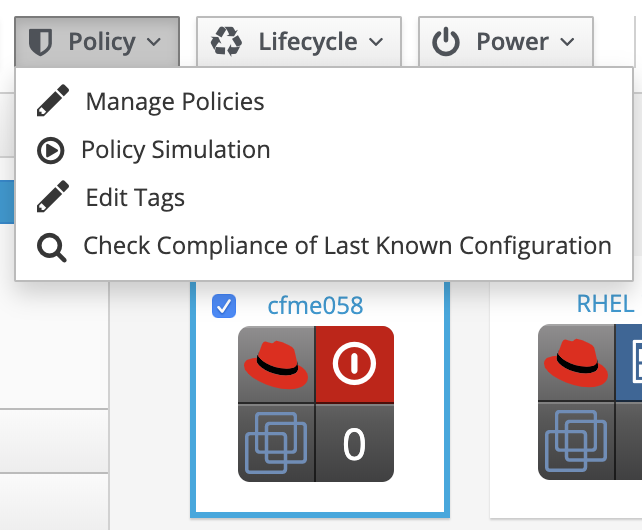 Policy Lifecycle Power
Manage Policies
Policy Simulation
Edit Tags
Check Compliance of Last Known Configuration
cfme058 RHEL
0